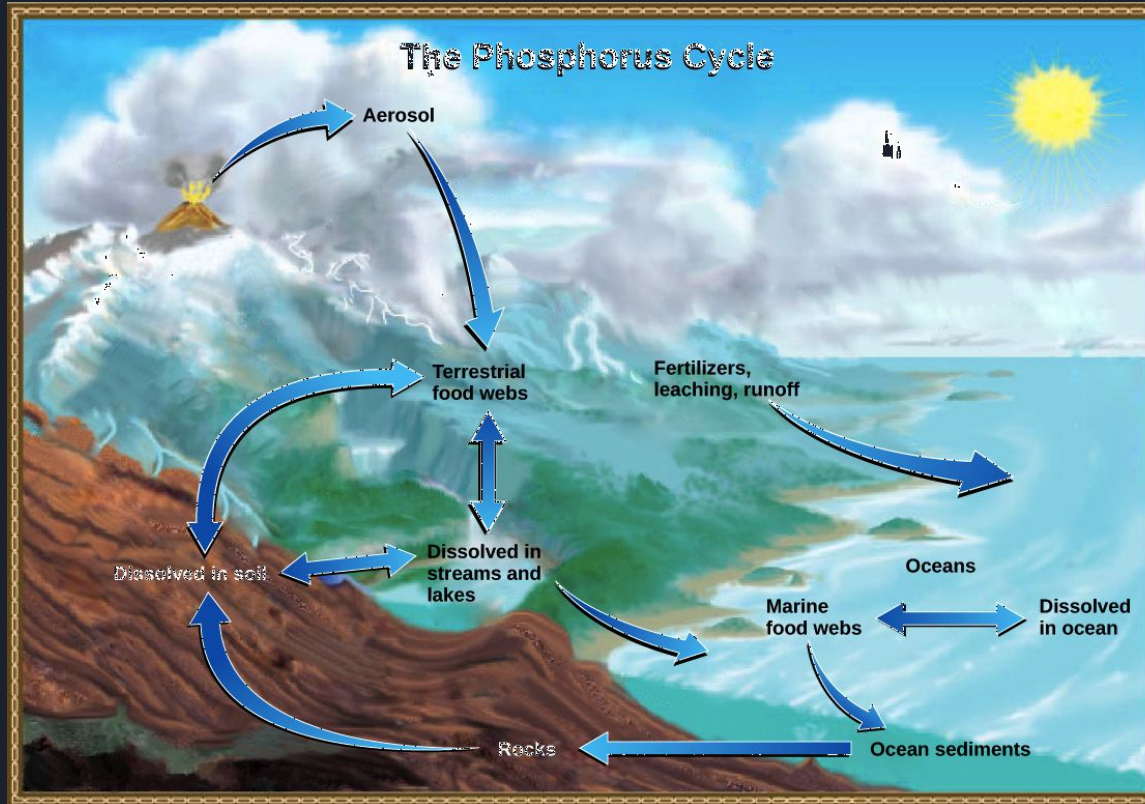 The Phosphorus Cycle
Aerosol
Terrestrial
food webs
Fertilizers,
leaching, runoff
Dissolved in soil
Dissolved in
streams and
lakes
Oceans
Marine
food webs
Dissolved
in ocean
Rocks
Ocean sediments